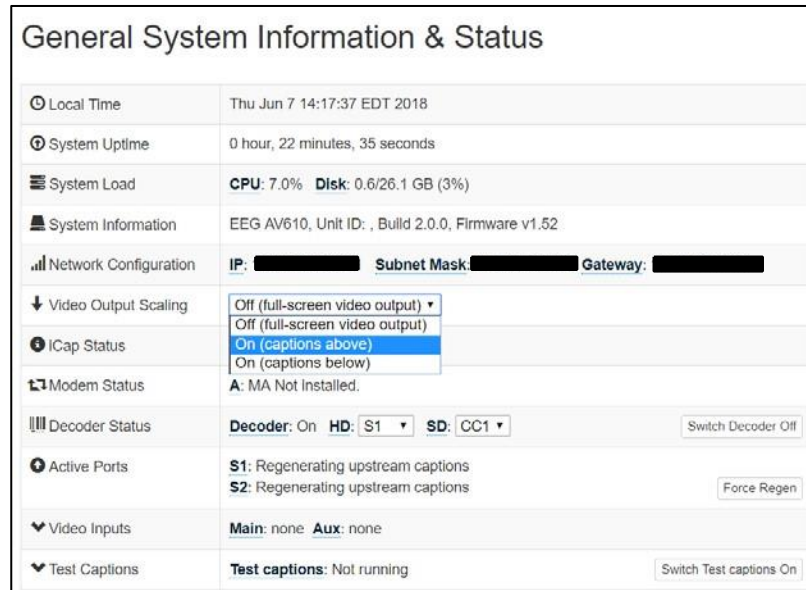 General System Information & Status
Local Time Thu Jun 7 14:17:37 EDT 2018
System Uptime 0 hour, 22 minutes, 35 seconds
System Load CPU: 7.0% Disk: 0.6/26.1 GB (3%)
System Information EEG AV610, Unit ID: , Build 2.0.0, Firmware v1.52
Network Configuration IP: Subnet Mask: Gateway:
Video Output Scaling Off (full-screen video output)
Off (full-screen video output)
iCap Status On (captions above)
On (captions below)
Modem Status A: MA Not installed.
Decoder Status Decoder: On HD: S1 SD: CC1 Switch Decoder Off
Active Ports S1: Regenerating upstream captions
S2: Regenerating upstream captions Force Regen
Video Inputs Main: none Aux: none
Test Captions Test captions: Not running Switch Test captions On